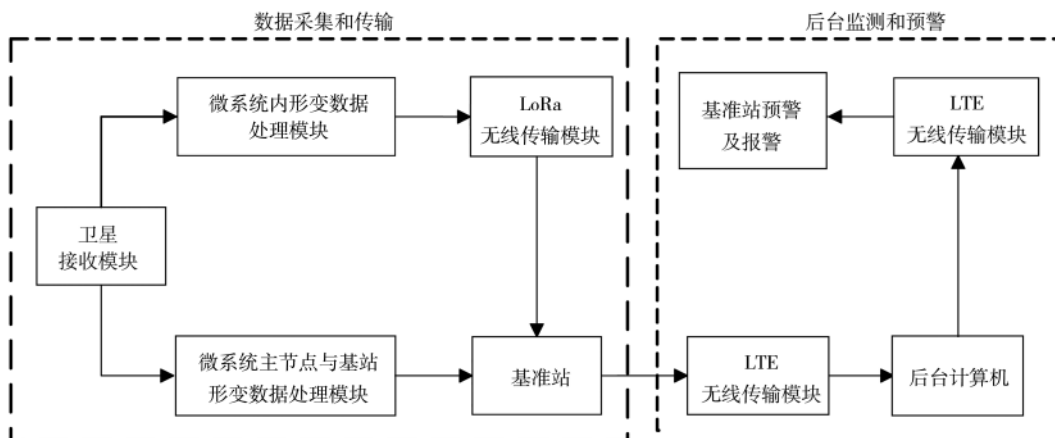 数据采集和传输
后台监测和预警
微系统内形变数据
处理模块
LoRa
无线传输模块
基准站预警
及报警
LTE
无线传输模块
卫星
接收模块
微系统主节点与基站
形变数据处理模块
基准站
LTE
无线传输模块
后台计算机